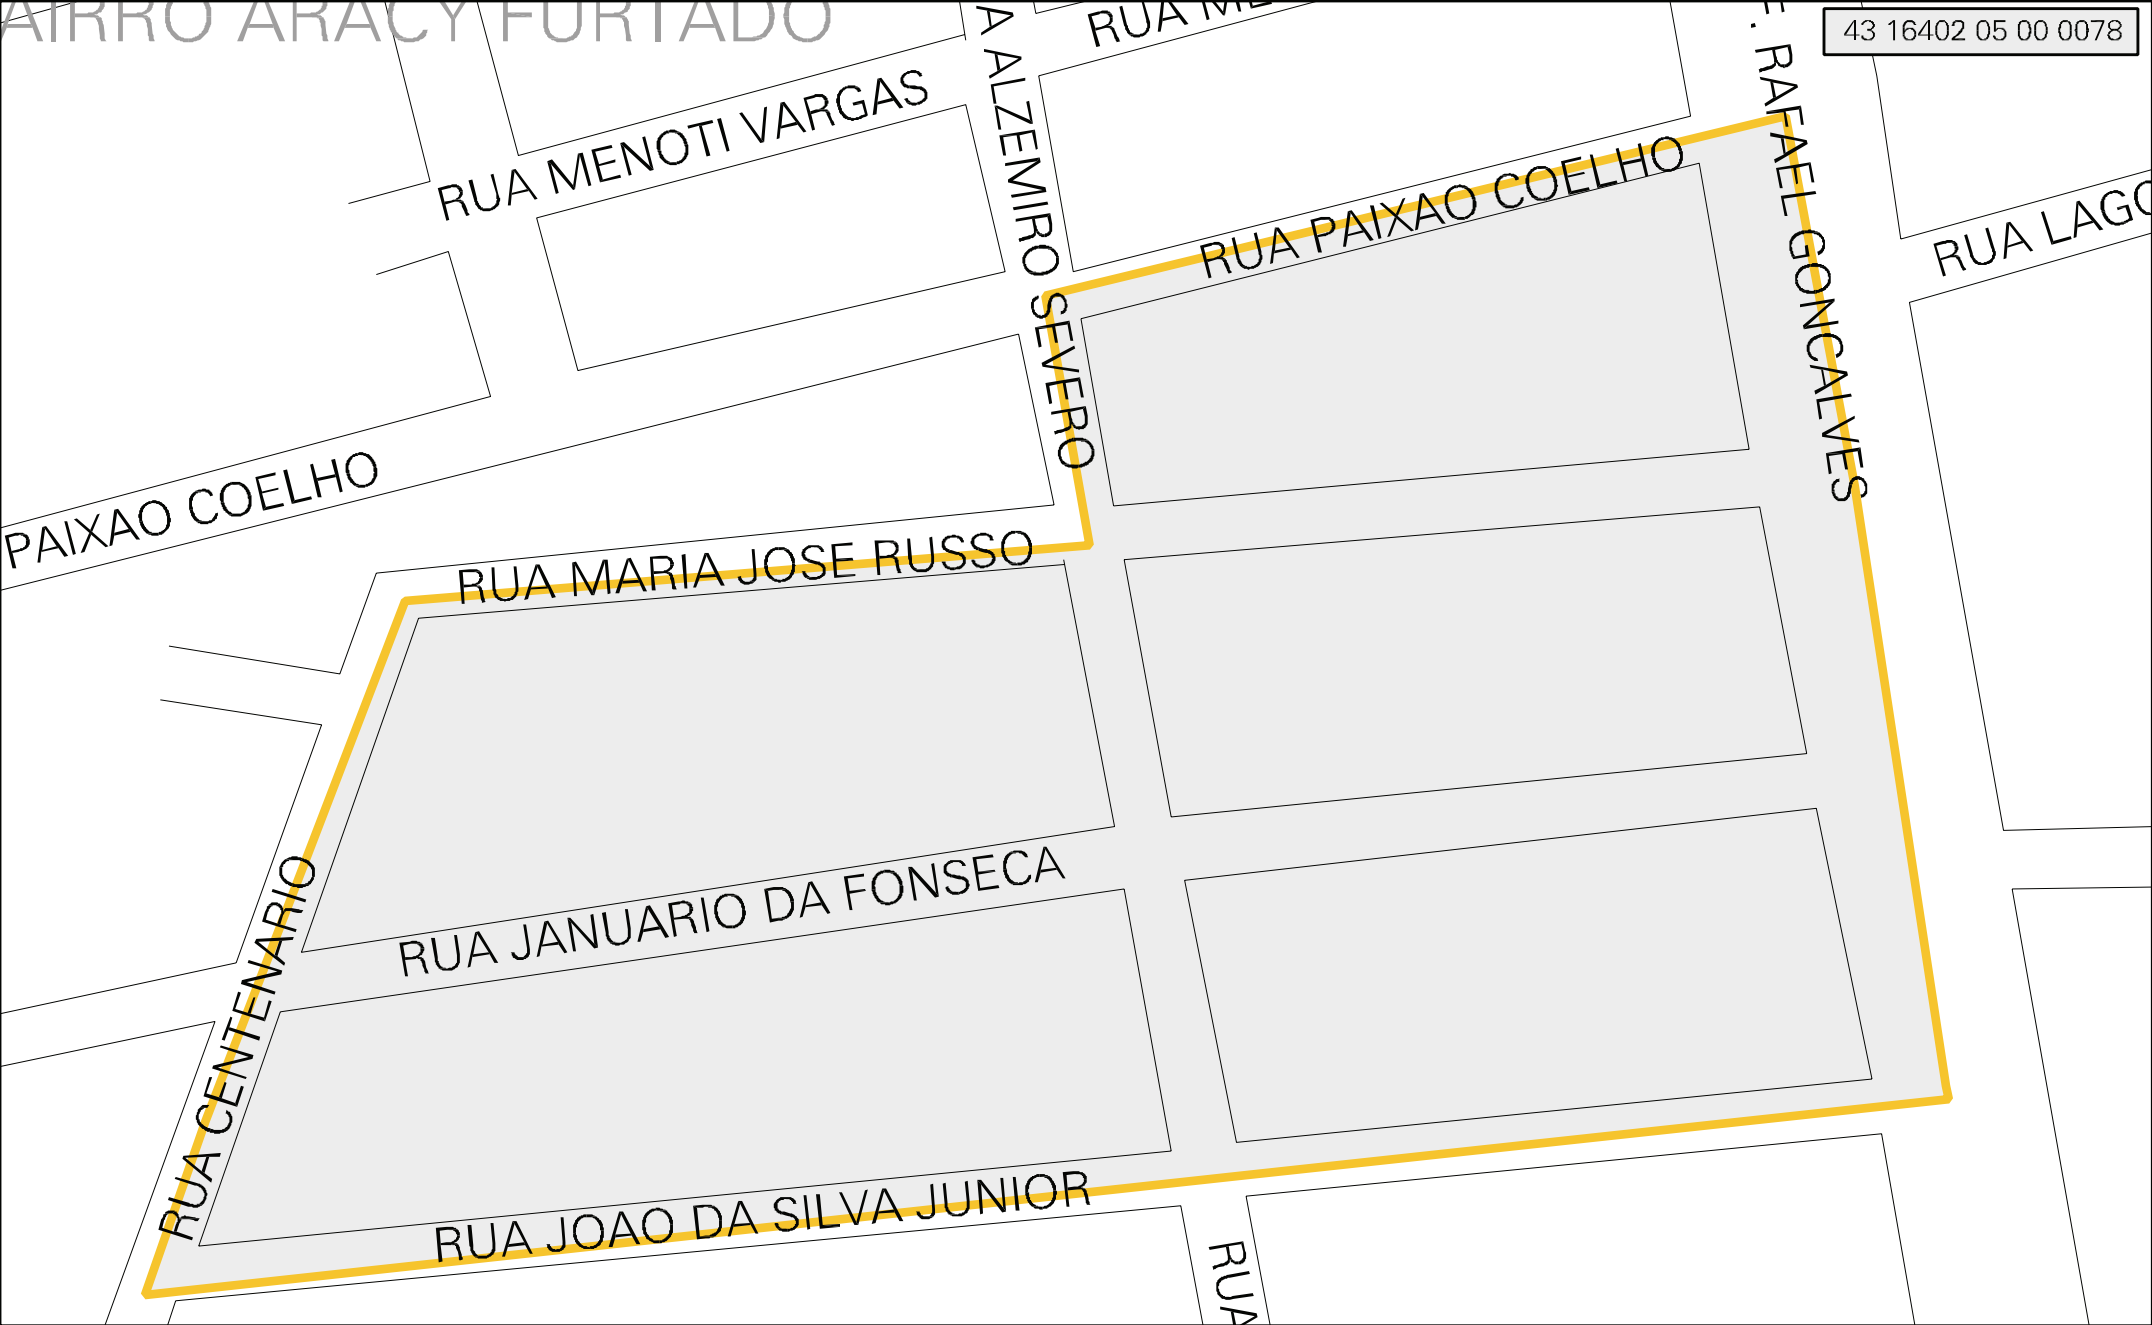 AIRRO ARACY FURTADO
43 16402 05 00 0078
RUA MENOTI VARGAS
A ALZEMIRO SEVERO
RUA
RUA PAIXAO COELHO
. RAFAEL GONCALVES
RUA LAGO
PAIXAO COELHO
RUA MARIA JOSE RUSSO
RUA CENTENARIO
RUA JANUARIO DA FONSECA
RUA JOAO DA SILVA JUNIOR
RUA